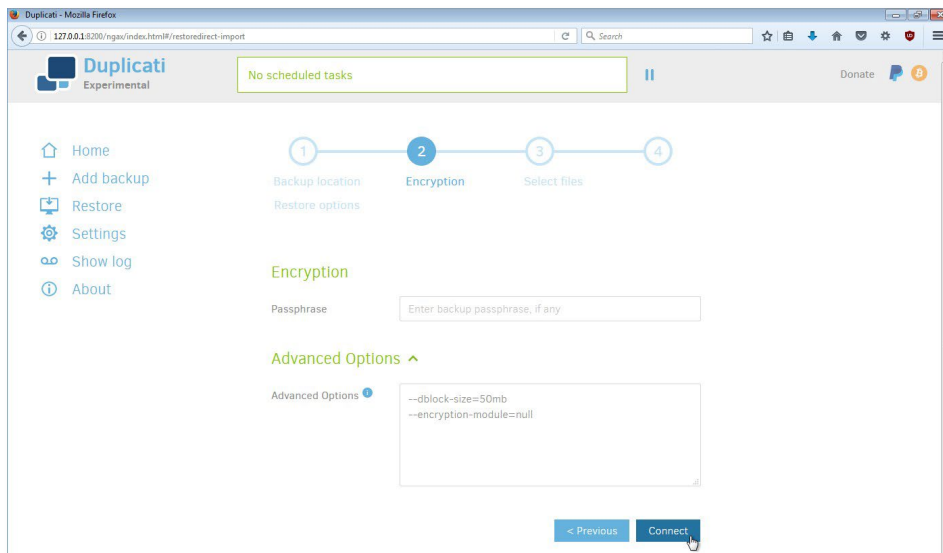 Duplicati - Mozilla Firefox
127.0.0.1:8200/ngax/index.html#/restoredirect-import
Search
Duplicati
Experimental
No scheduled tasks
Donate
Home
Add backup
Restore
Settings
Show log
About
1 2 3 4
Backup location Encryption Select files
Restore options
Encryption
Passphrase Enter backup passphrase, if any
Advanced Options
Advanced Options --dblock-size=50mb
--encryption-module=null
< Previous Connect